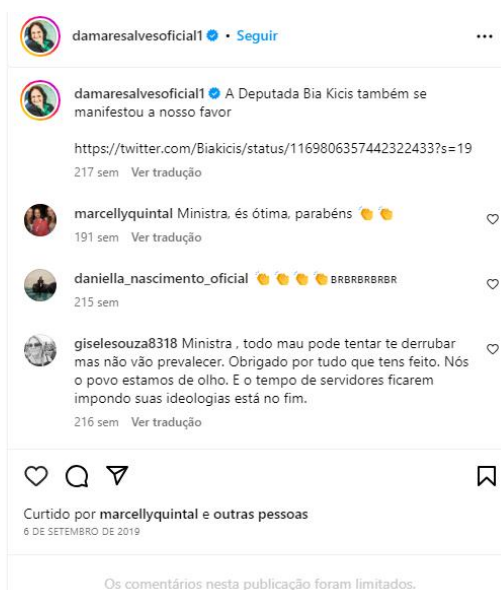 damaresalvesoficial1 • Seguir
damaresalvesoficial1 A Deputada Bia Kicis também se
manifestou a nosso favor
https://twitter.com/Biakicis/status/1169806357442322433?s=19
217 sem Ver tradução
marcellyquintal Ministra, és ótima, parabéns 👏 👏
191 sem Ver tradução
daniella_nascimento_oficial 👏 👏 👏 👏 BRBRBRBRBR
215 sem
giselesouza8318 Ministra , todo mau pode tentar te derrubar
mas não vão prevalecer. Obrigado por tudo que tens feito. Nós
o povo estamos de olho. E o tempo de servidores ficarem
impondo suas ideologias está no fim.
216 sem Ver tradução
Curtido por marcellyquintal e outras pessoas
6 DE SETEMBRO DE 2019
Os comentários nesta publicação foram limitados.